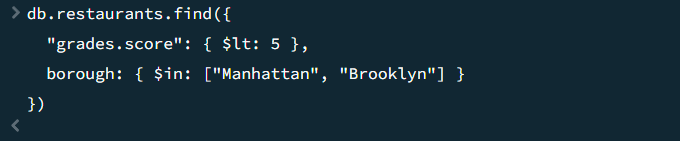 > db.restaurants.find({
"grades.score": { $lt: 5 },
borough: { $in: ["Manhattan", "Brooklyn"] }
})
<